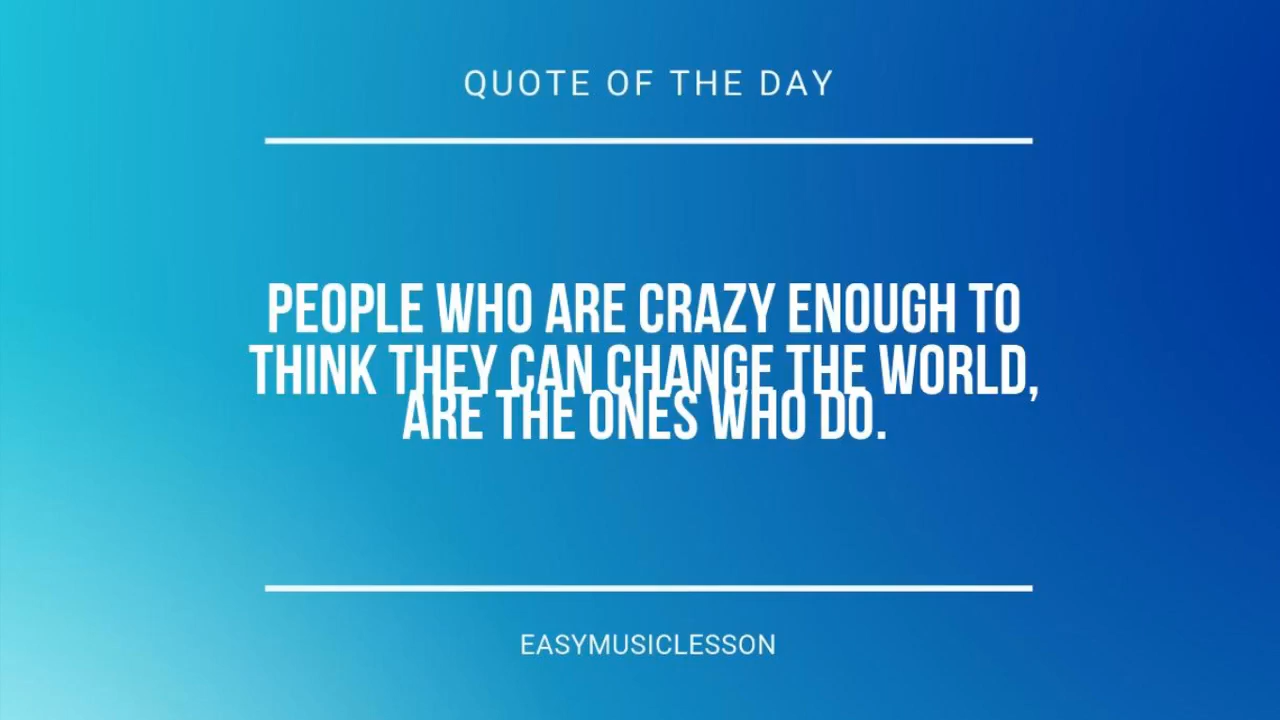 QUOTE OF THE DAY
PEOPLE WHO ARE CRAZY ENOUGH TO
THINK THEY CAN CHANGE THE WORLD,
ARE THE ONES WHO DO.
EASYMUSICLESSON